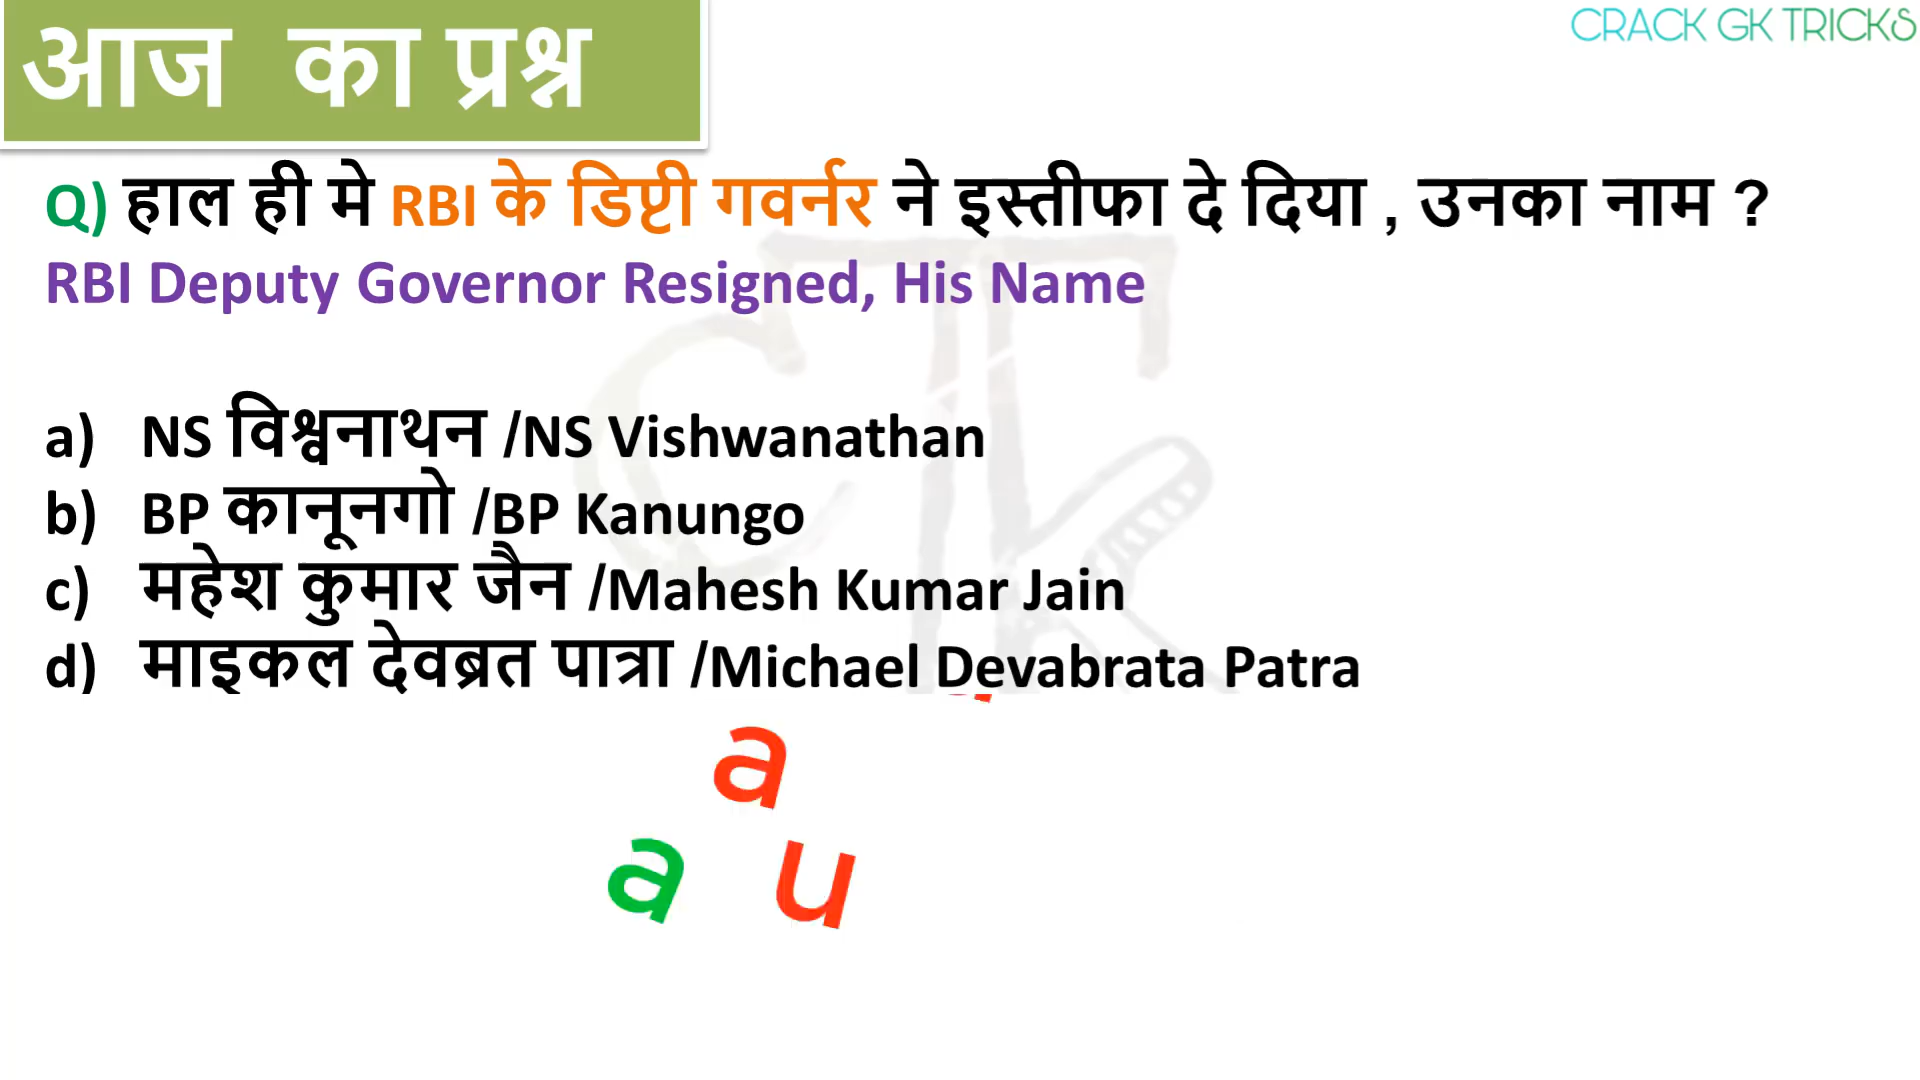 आज का प्रश्न
CRACK GK TRICKS
Q) हाल ही मे RBI के डिप्टी गवर्नर ने इस्तीफा दे दिया , उनका नाम ?
RBI Deputy Governor Resigned, His Name
a) NS विश्वनाथन /NS Vishwanathan
b) BP कानूनगो /BP Kanungo
c) महेश कुमार जैन /Mahesh Kumar Jain
d) माइकल देवब्रत पात्रा /Michael Devabrata Patra
a
a u